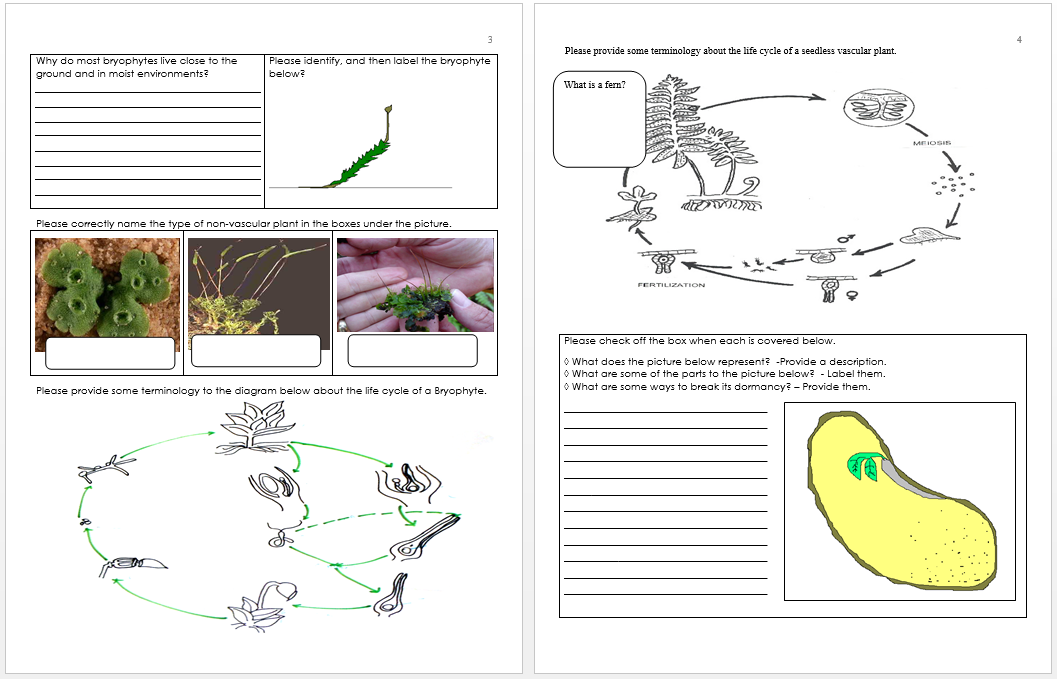 3
Why do most bryophytes live close to the
ground and in moist environments?
Please identify, and then label the bryophyte
below?
Please correctly name the type of non-vascular plant in the boxes under the picture.
Please provide some terminology to the diagram below about the life cycle of a Bryophyte.
4
Please provide some terminology about the life cycle of a seedless vascular plant.
What is a fern?
MEIOSIS
♂
♀
FERTILIZATION
Please check off the box when each is covered below.
◊ What does the picture below represent? -Provide a description.
◊ What are some of the parts to the picture below? - Label them.
◊ What are some ways to break its dormancy? – Provide them.